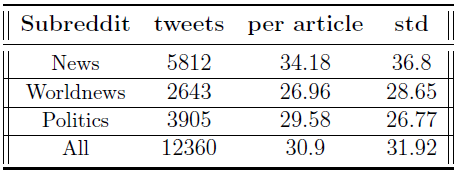 Subreddit tweets per article std
News 5812 34.18 36.8
Worldnews 2643 26.96 28.65
Politics 3905 29.58 26.77
All 12360 30.9 31.92